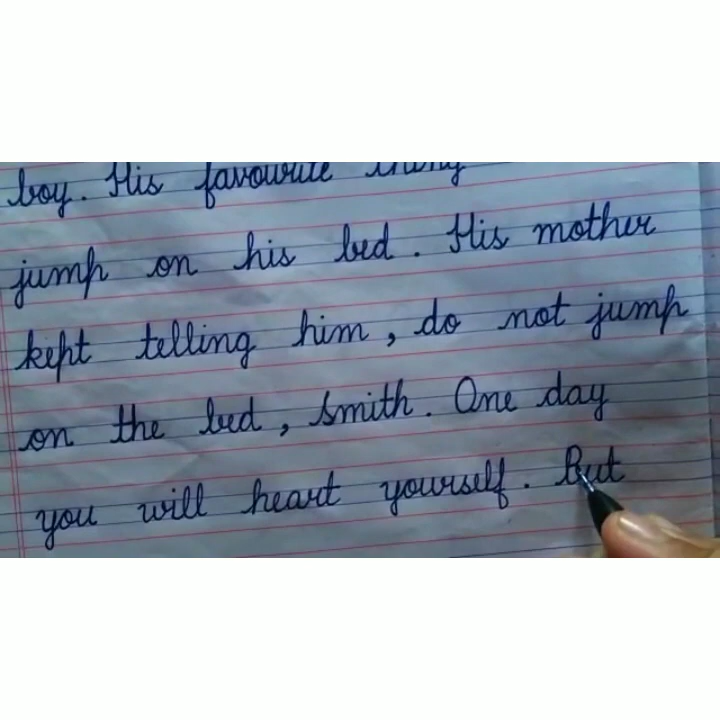 boy. His favourite thing
jump on his bed. His mother
kept telling him, do not jump
on the bed, smith. One day
you will heart yourself. But